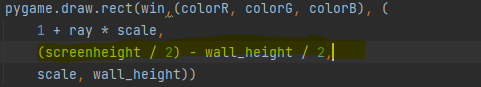 pygame.draw.rect(win,(colorR, colorG, colorB), (
1 + ray * scale,
(screenheight / 2) - wall_height / 2,
scale, wall_height))